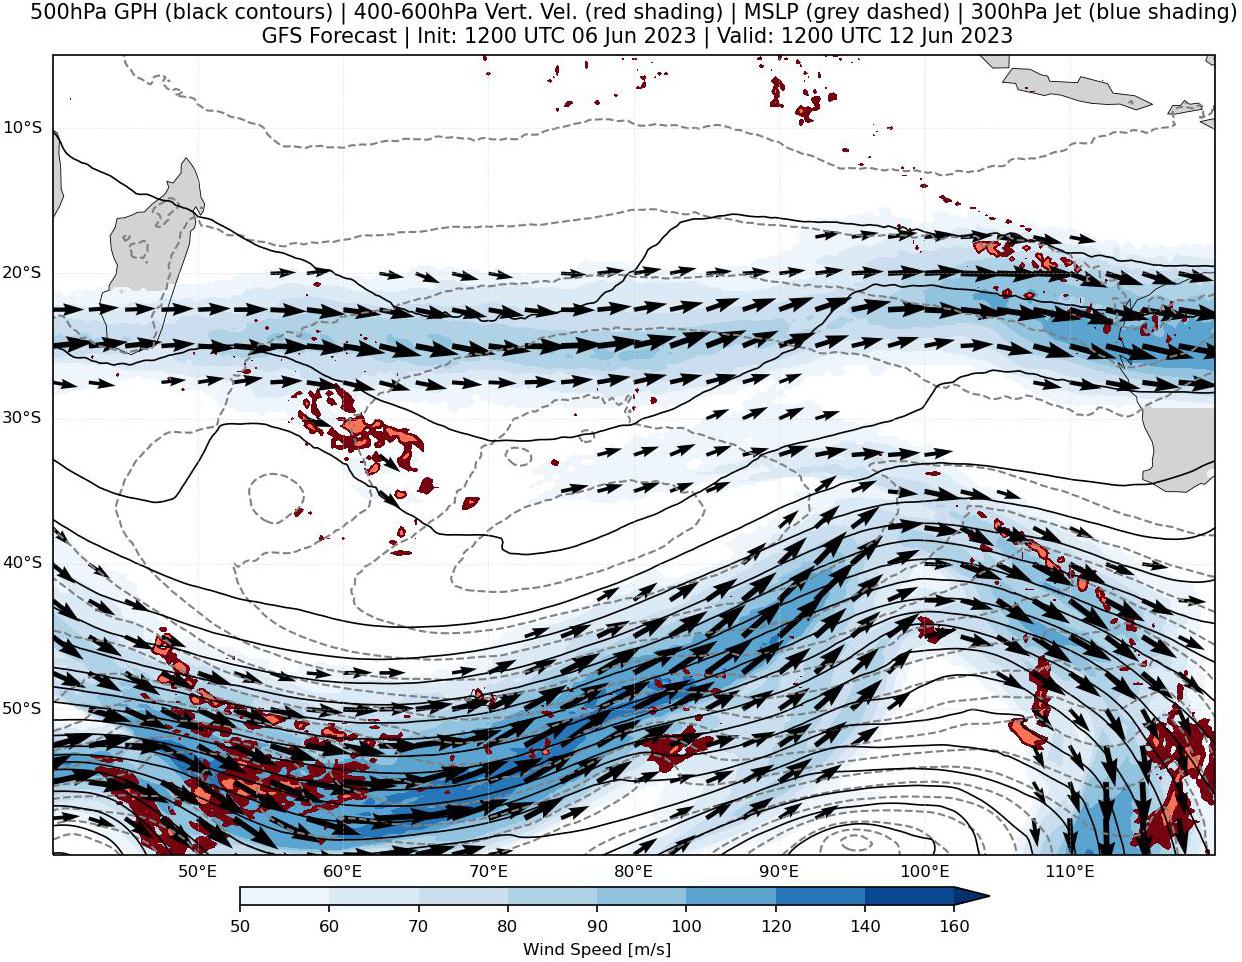 500hPa GPH (black contours) | 400-600hPa Vert. Vel. (red shading) | MSLP (grey dashed) | 300hPa Jet (blue shading)
GFS Forecast | Init: 1200 UTC 06 Jun 2023 | Valid: 1200 UTC 12 Jun 2023
10°S
20°S
30°S
40°S
50°S
50°E 60°E 70°E 80°E 90°E 100°E 110°E
50 60 70 80 90 100 120 140 160
Wind Speed [m/s]